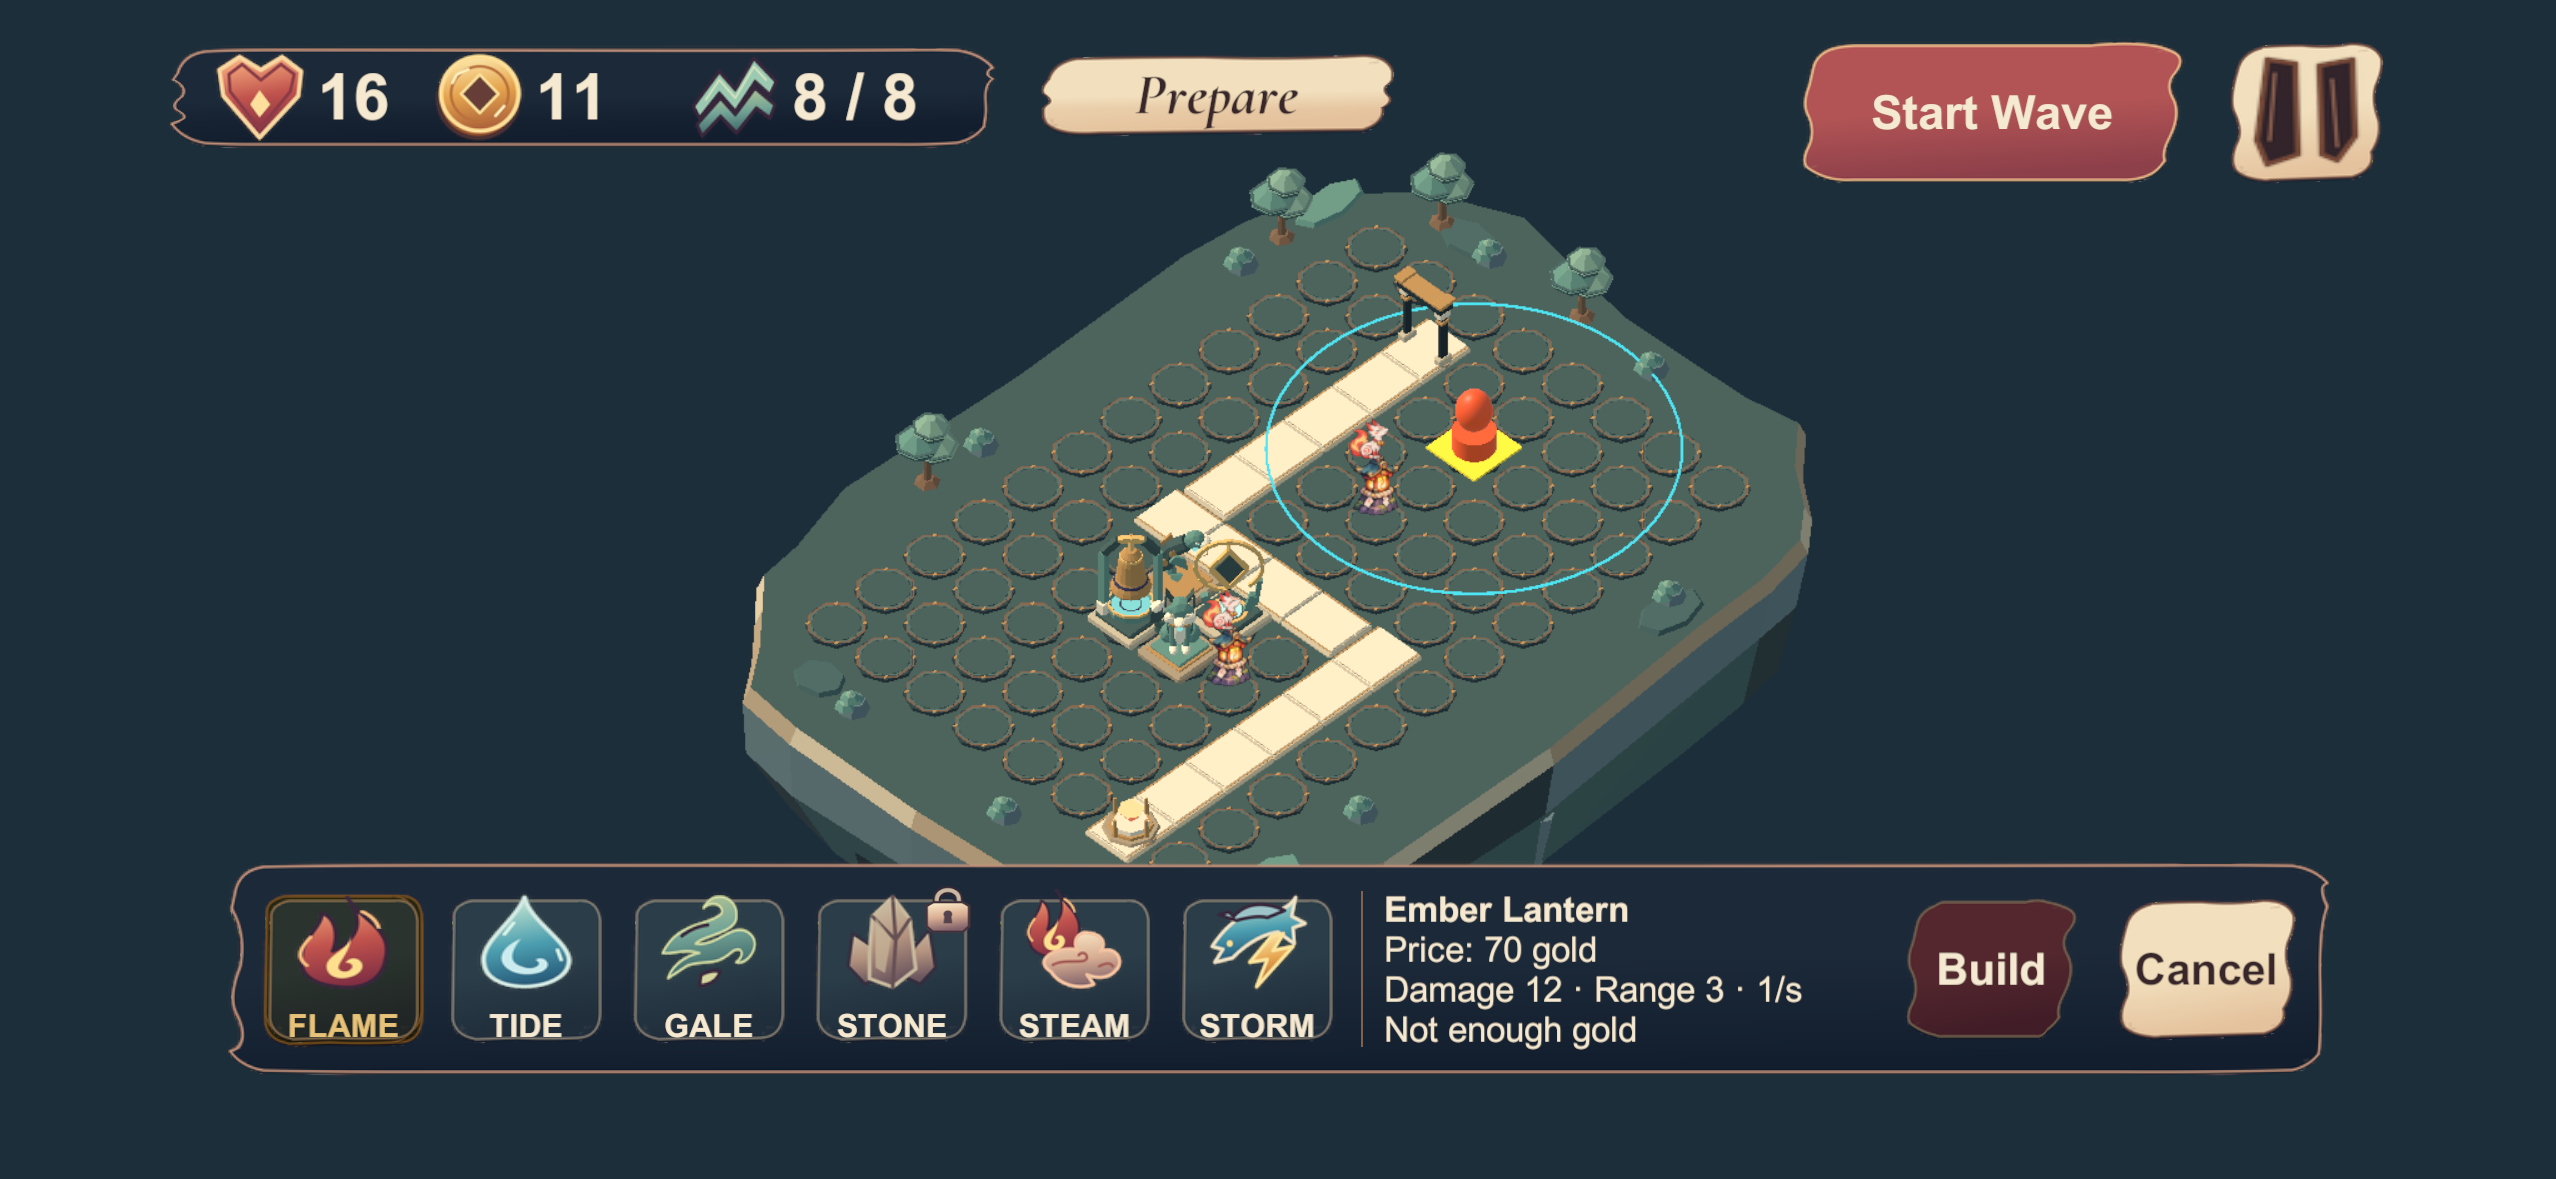 16
11
8 / 8
Prepare
Start Wave
FLAME
TIDE
GALE
STONE
STEAM
STORM
Ember Lantern
Price: 70 gold
Damage 12 · Range 3 · 1/s
Not enough gold
Build
Cancel